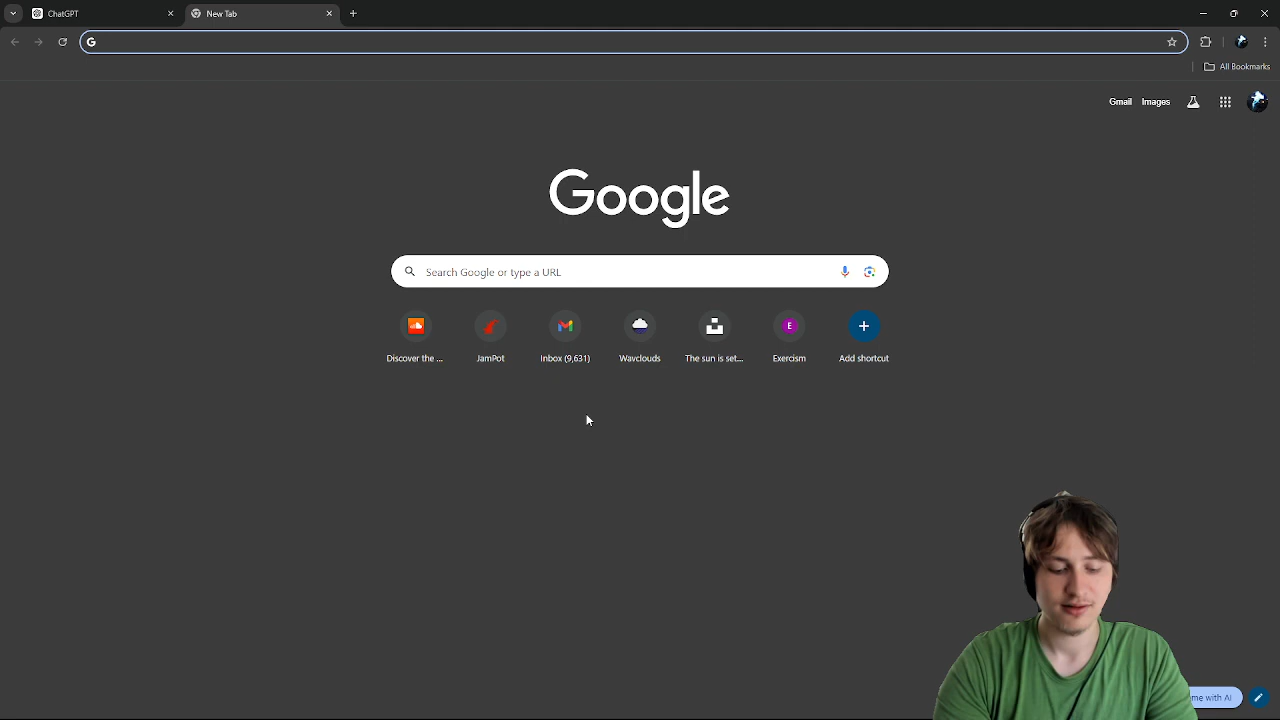 ChatGPT
New Tab
All Bookmarks
Gmail Images
Google
Search Google or type a URL
Discover the ...
JamPot
Inbox (9,631)
Wavclouds
The sun is set...
E
Exercism
Add shortcut
me with AI